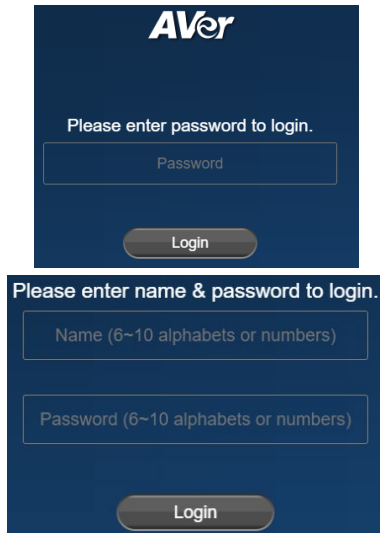 AVer
Please enter password to login.
Password
Login
Please enter name & password to login.
Name (6~10 alphabets or numbers)
Password (6~10 alphabets or numbers)
Login